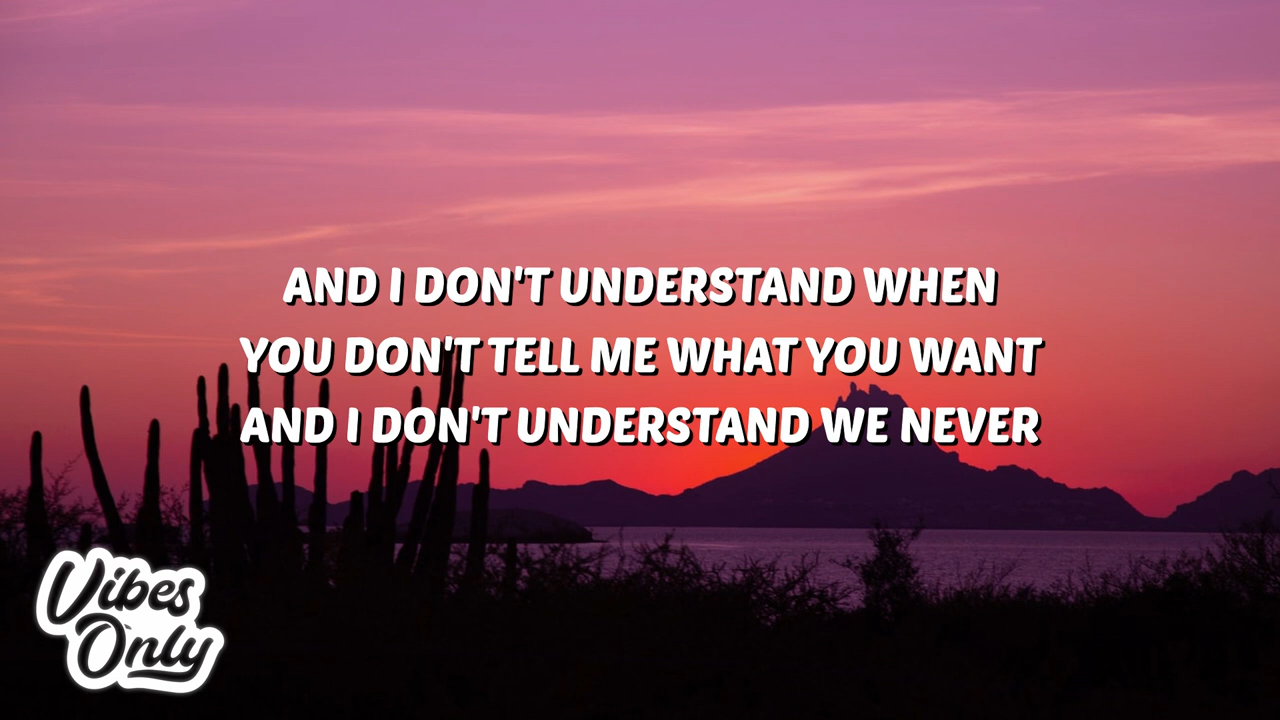 AND I DON'T UNDERSTAND WHEN
YOU DON'T TELL ME WHAT YOU WANT
AND I DON'T UNDERSTAND WE NEVER
Vibes
Only